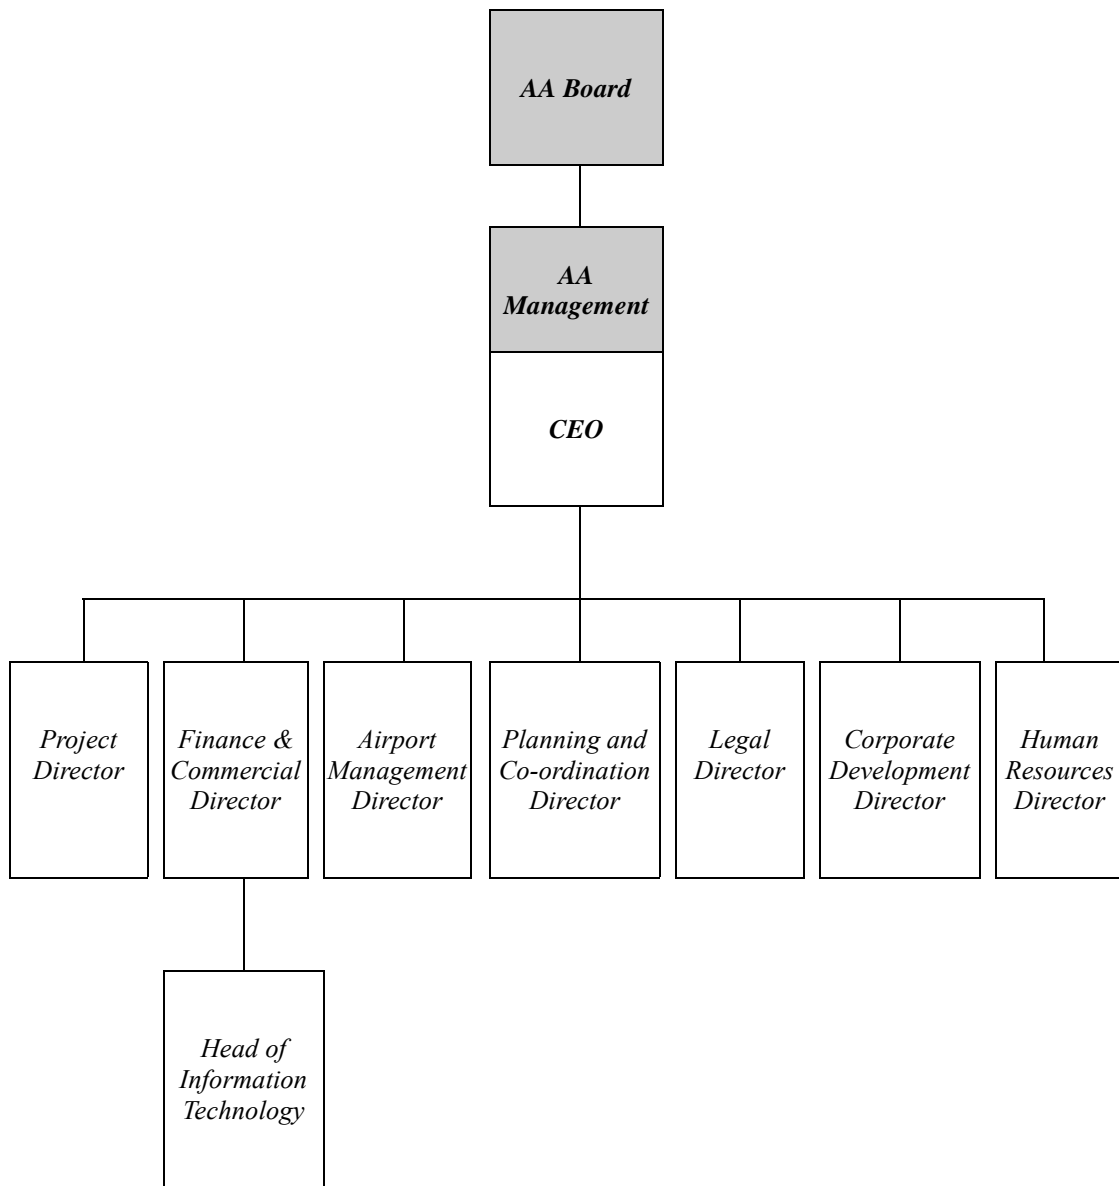 AA Board
AA
Management
CEO
Project
Director
Finance &
Commercial
Director
Airport
Management
Director
Planning and
Co-ordination
Director
Legal
Director
Corporate
Development
Director
Human
Resources
Director
Head of
Information
Technology